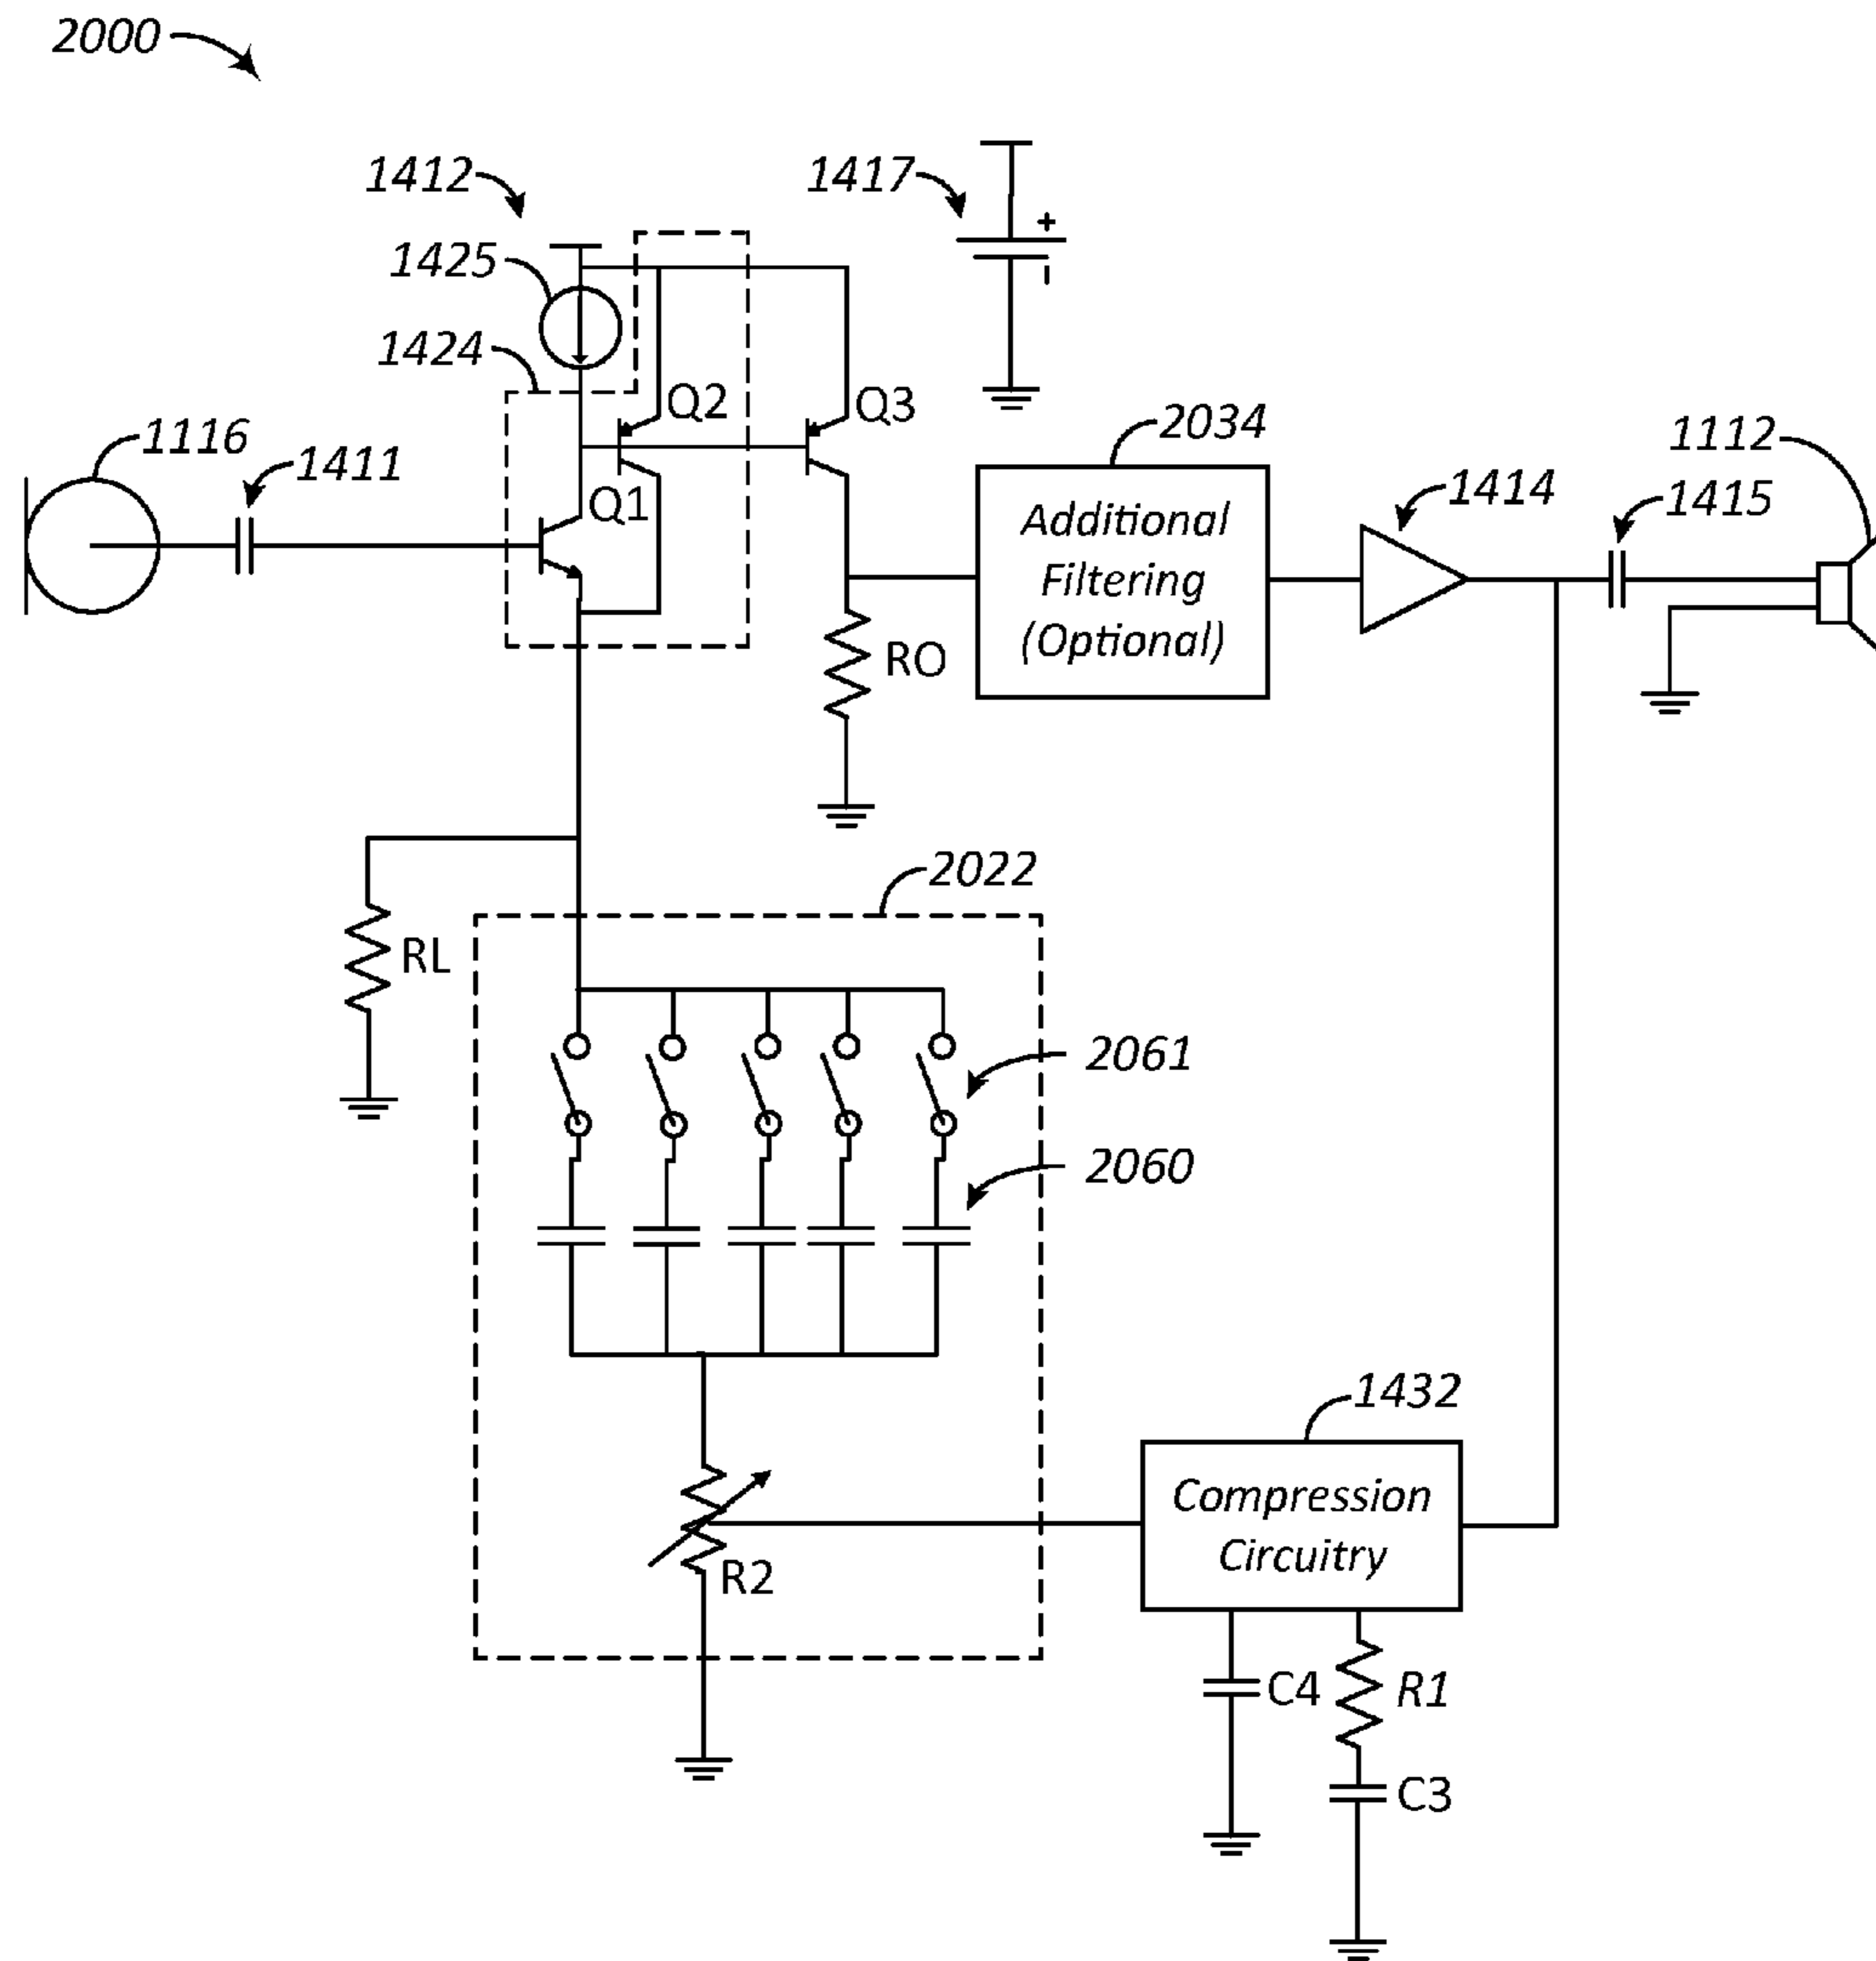 2000
1412
1417
+
1425
1424
Q2
Q3
1116
1411
2034
1112
1414
1415
Q1
Additional
Filtering
(Optional)
RO
2022
RL
2061
2060
1432
Compression
Circuitry
R2
C4
R1
C3